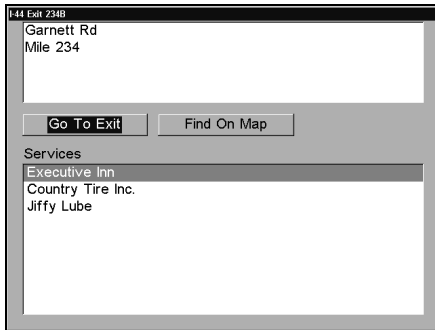 I-44 Exit 234B
Garnett Rd
Mile 234
Go To Exit
Find On Map
Services
Executive Inn
Country Tire Inc.
Jiffy Lube